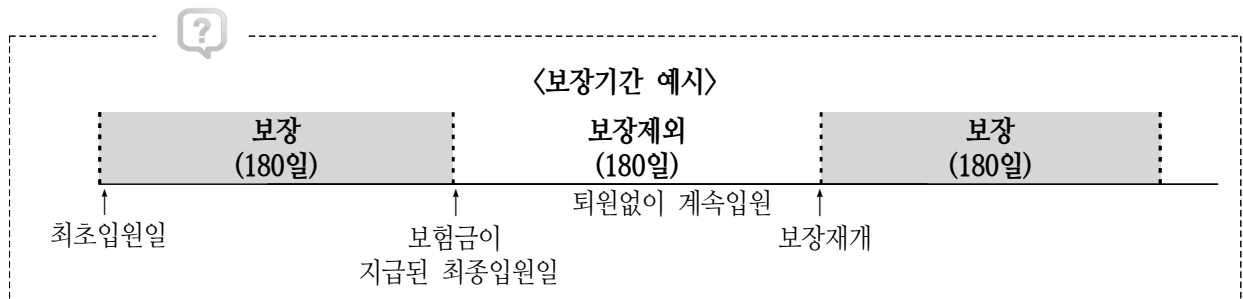 ?
〈보장기간 예시〉
보장 보장제외 보장
(180일) (180일) (180일)
퇴원없이 계속입원
최초입원일 보험금이 보장재개
지급된 최종입원일